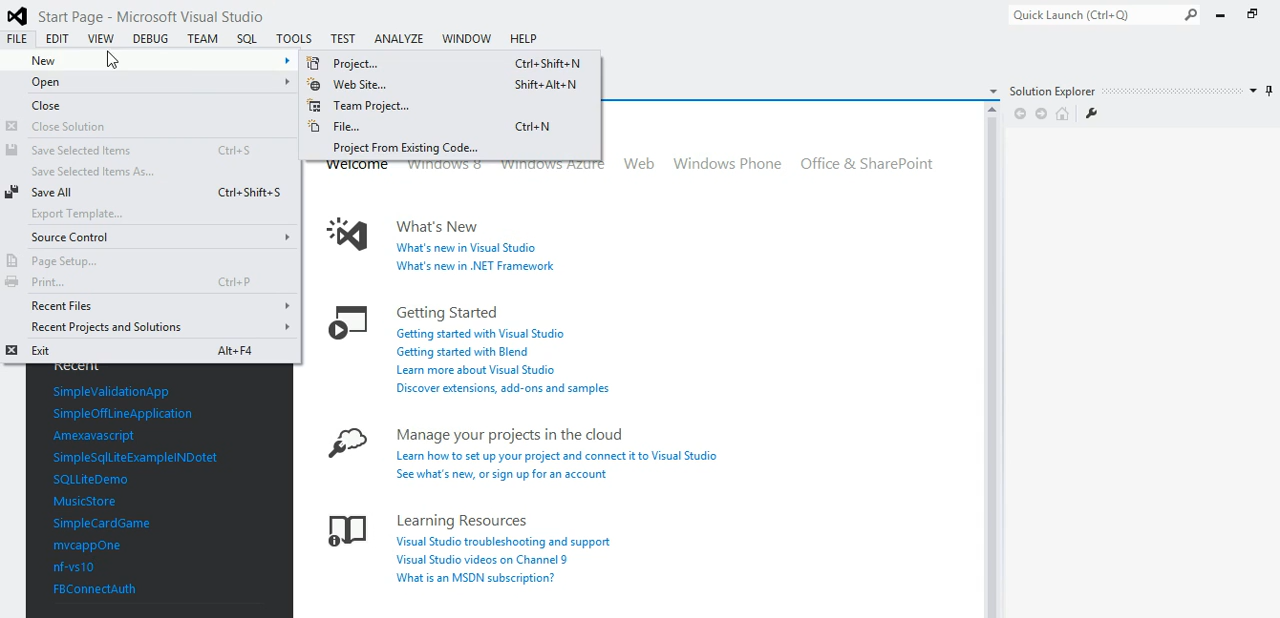 Start Page - Microsoft Visual Studio
Quick Launch (Ctrl+Q)
FILE EDIT VIEW DEBUG TEAM SQL TOOLS TEST ANALYZE WINDOW HELP
New
Open
Close
Close Solution
Save Selected Items Ctrl+S
Save Selected Items As...
Save All Ctrl+Shift+S
Export Template...
Source Control
Page Setup...
Print... Ctrl+P
Recent Files
Recent Projects and Solutions
Exit Alt+F4
Project... Ctrl+Shift+N
Web Site... Shift+Alt+N
Team Project...
File... Ctrl+N
Project From Existing Code...
Recent
SimpleValidationApp
SimpleOffLineApplication
Amexavascript
SimpleSqlLiteExampleINDotet
SQLLiteDemo
MusicStore
SimpleCardGame
mvcappOne
nf-vs10
FBConnectAuth
Welcome Windows 8 Windows Azure Web Windows Phone Office & SharePoint
What's New
What's new in Visual Studio
What's new in .NET Framework
Getting Started
Getting started with Visual Studio
Getting started with Blend
Learn more about Visual Studio
Discover extensions, add-ons and samples
Manage your projects in the cloud
Learn how to set up your project and connect it to Visual Studio
See what's new, or sign up for an account
Learning Resources
Visual Studio troubleshooting and support
Visual Studio videos on Channel 9
What is an MSDN subscription?
Solution Explorer